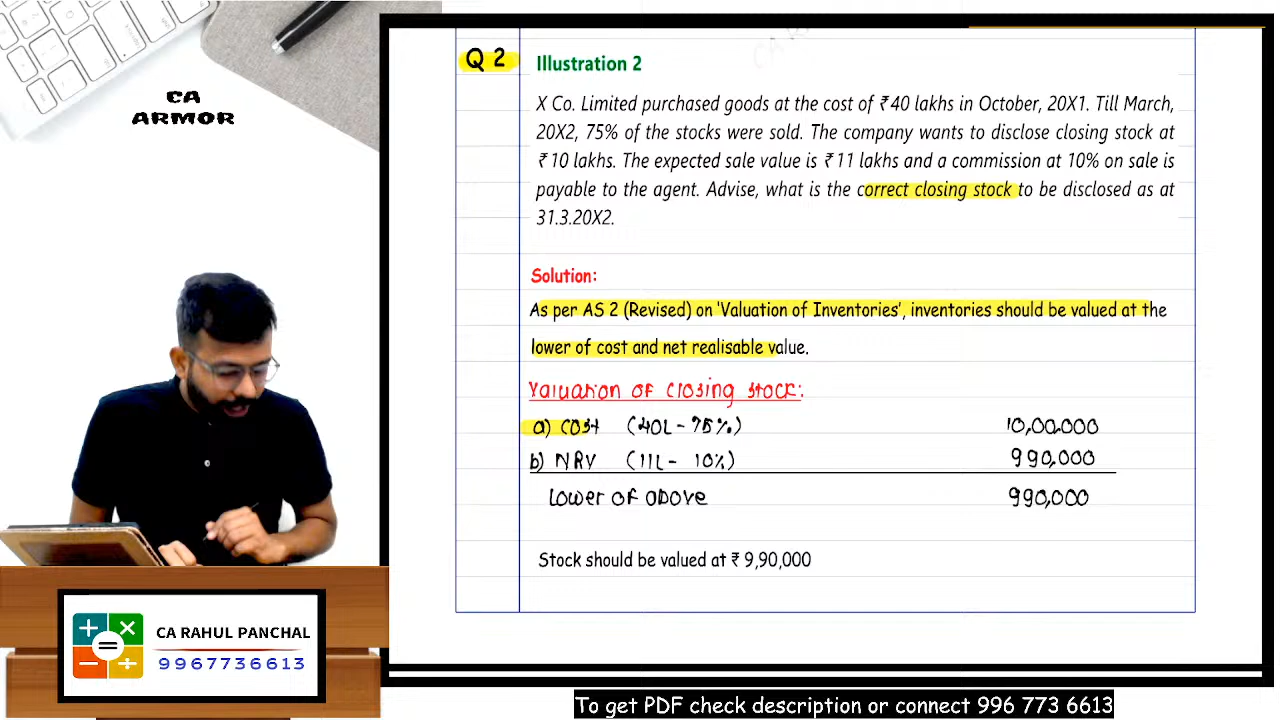 CA
ARMOR
Q 2
Illustration 2
X Co. Limited purchased goods at the cost of ₹40 lakhs in October, 20X1. Till March,
20X2, 75% of the stocks were sold. The company wants to disclose closing stock at
₹10 lakhs. The expected sale value is ₹11 lakhs and a commission at 10% on sale is
payable to the agent. Advise, what is the correct closing stock to be disclosed as at
31.3.20X2.
Solution:
As per AS 2 (Revised) on 'Valuation of Inventories', inventories should be valued at the
lower of cost and net realisable value.
Valuation of Closing Stock:
a) Cost (40L - 75%) 10,00,000
b) NRV (11L - 10%) 990,000
Lower of above 990,000
Stock should be valued at ₹ 9,90,000
CA RAHUL PANCHAL
9967736613
To get PDF check description or connect 996 773 6613